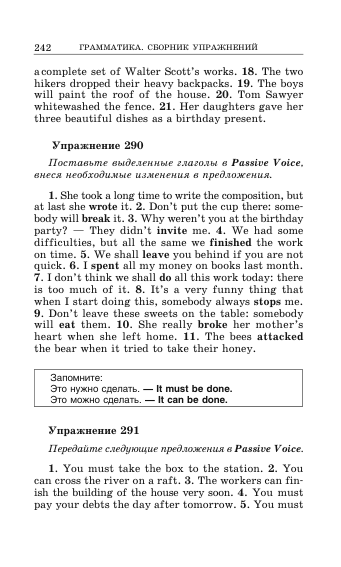 242 ГРАММАТИКА. СБОРНИК УПРАЖНЕНИЙ
a complete set of Walter Scott's works. 18. The two
hikers dropped their heavy backpacks. 19. The boys
will paint the roof of the house. 20. Tom Sawyer
whitewashed the fence. 21. Her daughters gave her
three beautiful dishes as a birthday present.
Упражнение 290
Поставьте выделенные глаголы в Passive Voice,
внеся необходимые изменения в предложения.
1. She took a long time to write the composition, but
at last she wrote it. 2. Don't put the cup there: some-
body will break it. 3. Why weren't you at the birthday
party? — They didn't invite me. 4. We had some
difficulties, but all the same we finished the work
on time. 5. We shall leave you behind if you are not
quick. 6. I spent all my money on books last month.
7. I don't think we shall do all this work today: there
is too much of it. 8. It's a very funny thing that
when I start doing this, somebody always stops me.
9. Don't leave these sweets on the table: somebody
will eat them. 10. She really broke her mother's
heart when she left home. 11. The bees attacked
the bear when it tried to take their honey.
Запомните:
Это нужно сделать. — It must be done.
Это можно сделать. — It can be done.
Упражнение 291
Передайте следующие предложения в Passive Voice.
1. You must take the box to the station. 2. You
can cross the river on a raft. 3. The workers can fin-
ish the building of the house very soon. 4. You must
pay your debts the day after tomorrow. 5. You must